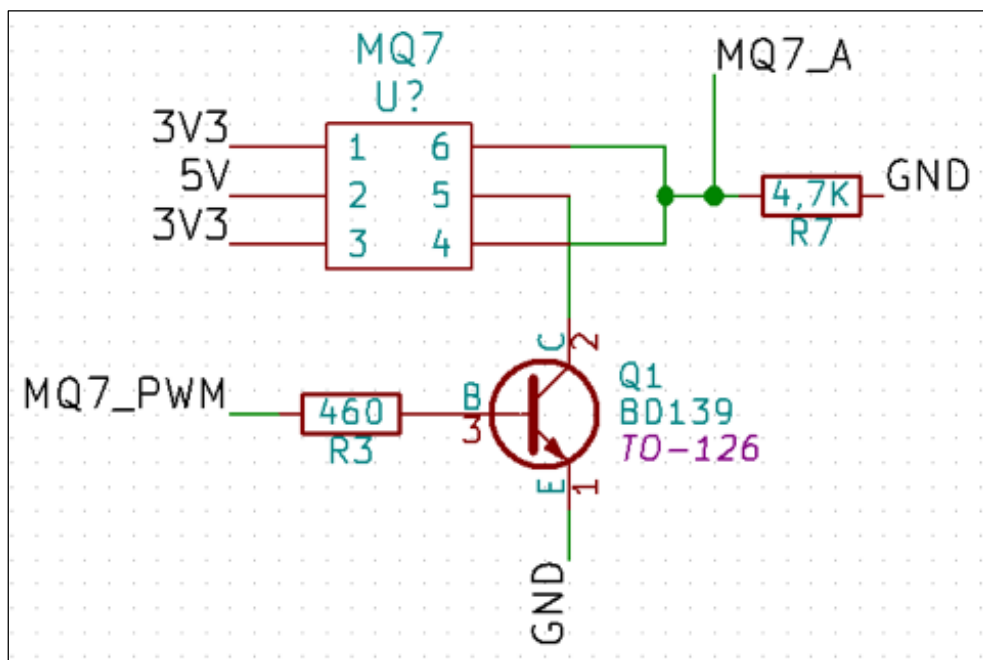 MQ7
U?
MQ7_A
3V3
5V
3V3
1
2
3
6
5
4
4,7K
R7
GND
MQ7_PWM
460
R3
B
3
C
2
E
1
Q1
BD139
TO-126
GND